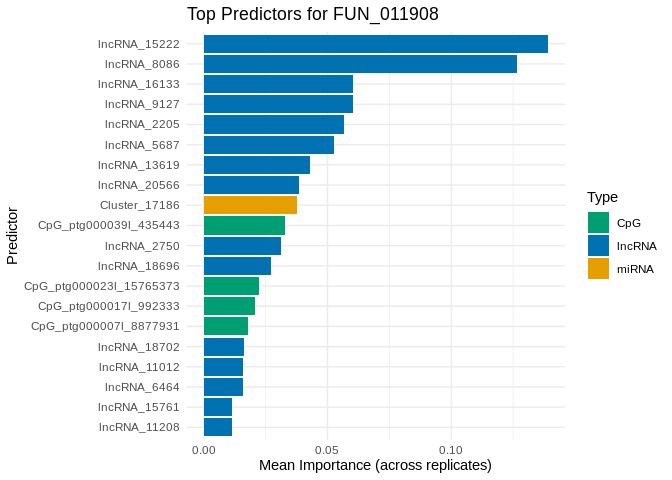 Top Predictors for FUN_011908
Predictor
lncRNA_15222
lncRNA_8086
lncRNA_16133
lncRNA_9127
lncRNA_2205
lncRNA_5687
lncRNA_13619
lncRNA_20566
Cluster_17186
CpG_ptg000039l_435443
lncRNA_2750
lncRNA_18696
CpG_ptg000023l_15765373
CpG_ptg000017l_992333
CpG_ptg000007l_8877931
lncRNA_18702
lncRNA_11012
lncRNA_6464
lncRNA_15761
lncRNA_11208
0.00 0.05 0.10
Mean Importance (across replicates)
Type
CpG
lncRNA
miRNA